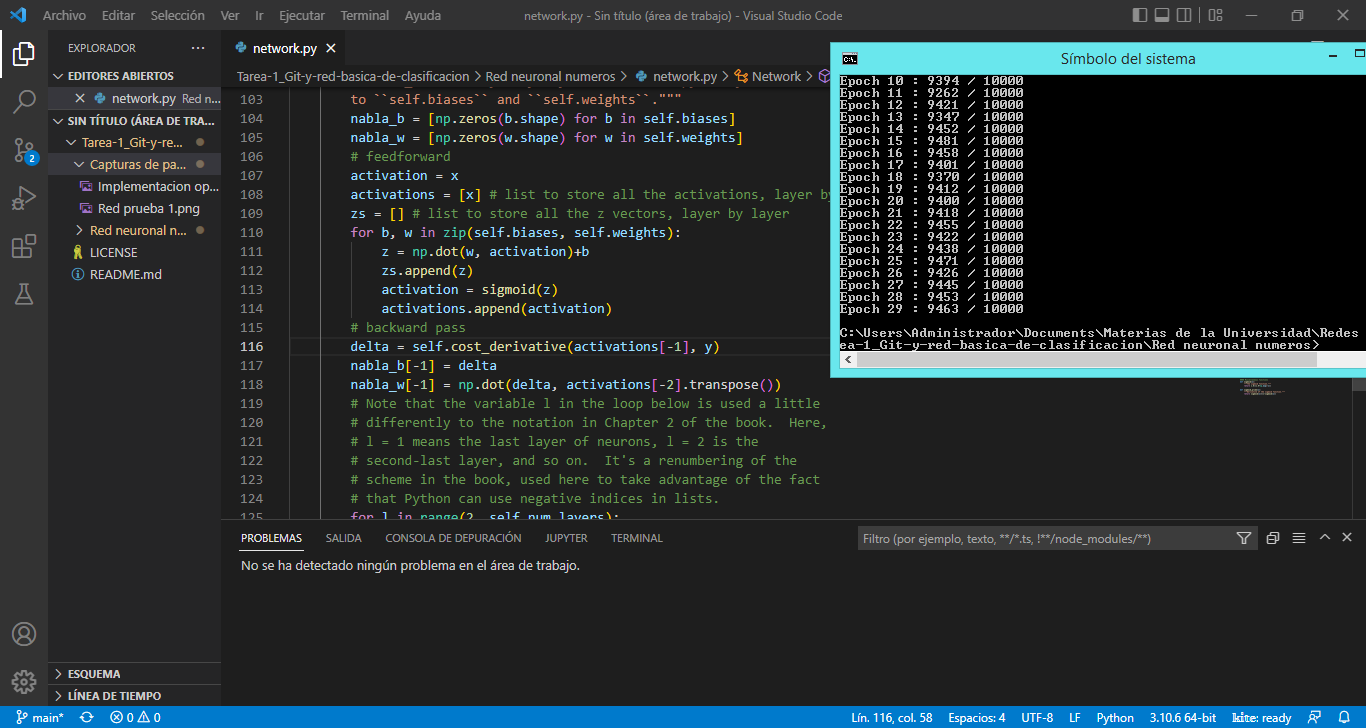 Archivo Editar Selección Ver Ir Ejecutar Terminal Ayuda
network.py - Sin título (área de trabajo) - Visual Studio Code
EXPLORADOR
EDITORES ABIERTOS
network.py Red n...
SIN TÍTULO (ÁREA DE TRA...
Tarea-1_Git-y-re...
Capturas de pa...
Implementacion op...
Red prueba 1.png
Red neuronal n...
LICENSE
README.md
ESQUEMA
LÍNEA DE TIEMPO
2
network.py
Tarea-1_Git-y-red-basica-de-clasificacion > Red neuronal numeros > network.py > Network >
103 to ``self.biases`` and ``self.weights``."""
104 nabla_b = [np.zeros(b.shape) for b in self.biases]
105 nabla_w = [np.zeros(w.shape) for w in self.weights]
106 # feedforward
107 activation = x
108 activations = [x] # list to store all the activations, layer by
109 zs = [] # list to store all the z vectors, layer by layer
110 for b, w in zip(self.biases, self.weights):
111 z = np.dot(w, activation)+b
112 zs.append(z)
113 activation = sigmoid(z)
114 activations.append(activation)
115 # backward pass
116 delta = self.cost_derivative(activations[-1], y)
117 nabla_b[-1] = delta
118 nabla_w[-1] = np.dot(delta, activations[-2].transpose())
119 # Note that the variable l in the loop below is used a little
120 # differently to the notation in Chapter 2 of the book.  Here,
121 # l = 1 means the last layer of neurons, l = 2 is the
122 # second-last layer, and so on.  It's a renumbering of the
123 # scheme in the book, used here to take advantage of the fact
124 # that Python can use negative indices in lists.
125 for l in range(2, self.num_layers):
Símbolo del sistema
Epoch 10 : 9394 / 10000
Epoch 11 : 9262 / 10000
Epoch 12 : 9421 / 10000
Epoch 13 : 9347 / 10000
Epoch 14 : 9452 / 10000
Epoch 15 : 9481 / 10000
Epoch 16 : 9458 / 10000
Epoch 17 : 9401 / 10000
Epoch 18 : 9370 / 10000
Epoch 19 : 9412 / 10000
Epoch 20 : 9400 / 10000
Epoch 21 : 9418 / 10000
Epoch 22 : 9455 / 10000
Epoch 23 : 9422 / 10000
Epoch 24 : 9438 / 10000
Epoch 25 : 9471 / 10000
Epoch 26 : 9426 / 10000
Epoch 27 : 9445 / 10000
Epoch 28 : 9453 / 10000
Epoch 29 : 9463 / 10000
C:\Users\Administrador\Documents\Materias de la Universidad\Redes
ea-1_Git-y-red-basica-de-clasificacion\Red neuronal numeros>
PROBLEMAS SALIDA CONSOLA DE DEPURACIÓN JUPYTER TERMINAL
Filtro (por ejemplo, texto, **/*.ts, !**/node_modules/**)
No se ha detectado ningún problema en el área de trabajo.
main* 0 0
Lín. 116, col. 58 Espacios: 4 UTF-8 LF Python 3.10.6 64-bit kite: ready